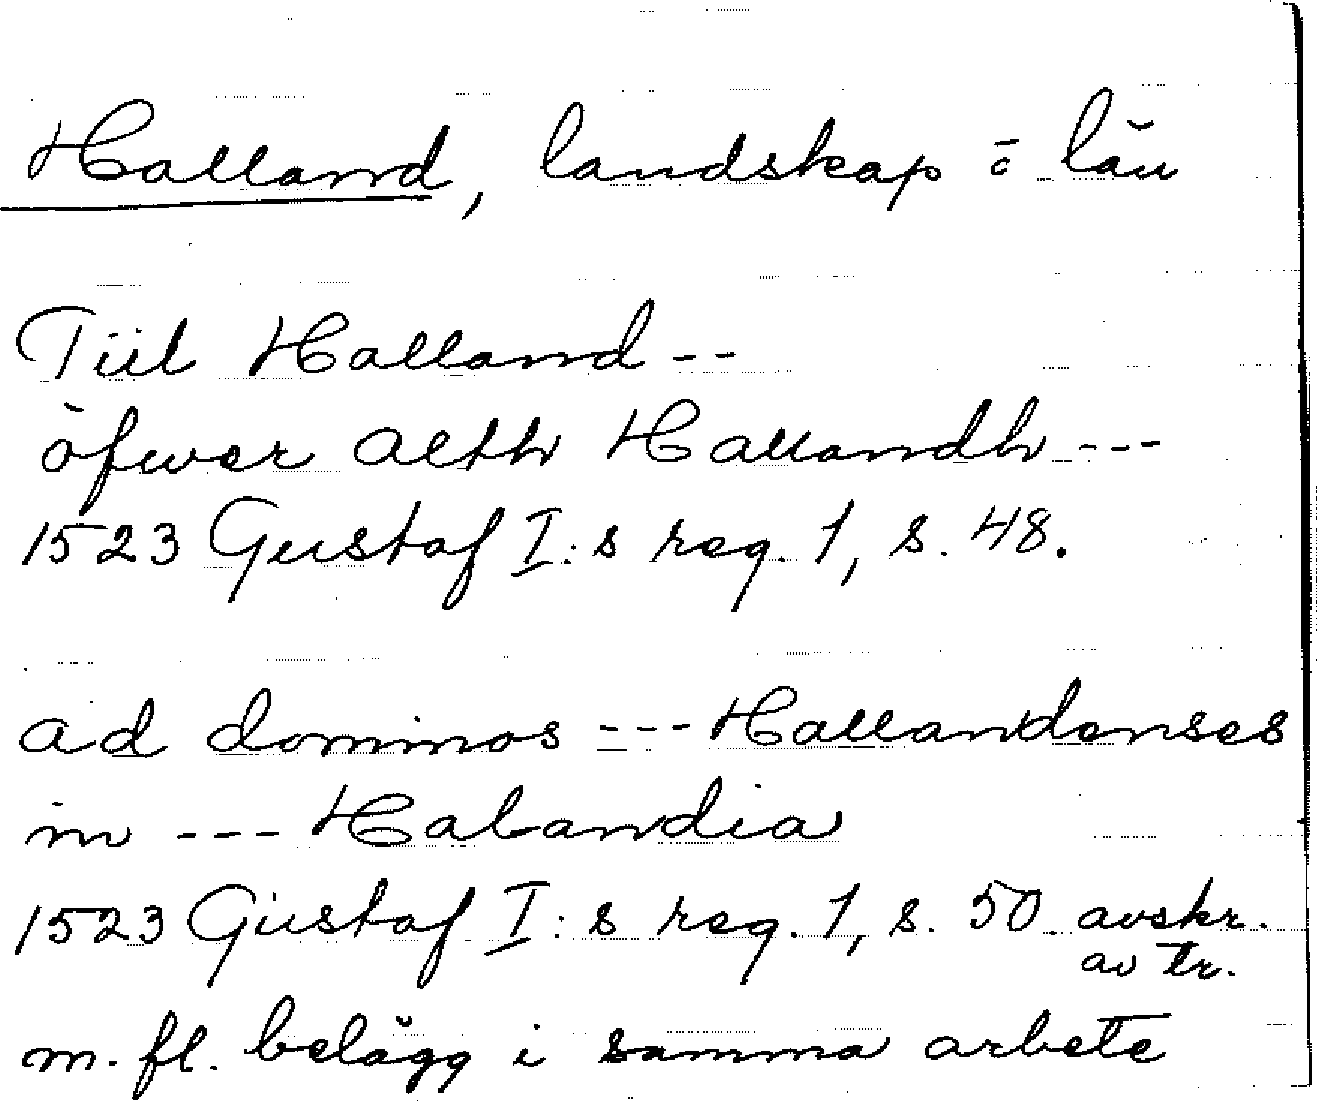 Halland, landskap o län
Tiil Halland --
öfwer alth Hallandh ---
1523 Gustaf I:s reg. 1, s. 48.
ad dominos --- Hallandenses
in --- Halandia
1523 Gustaf I:s reg. 1, s. 50 avskr.
av tr.
m. fl. belägg i samma arbete